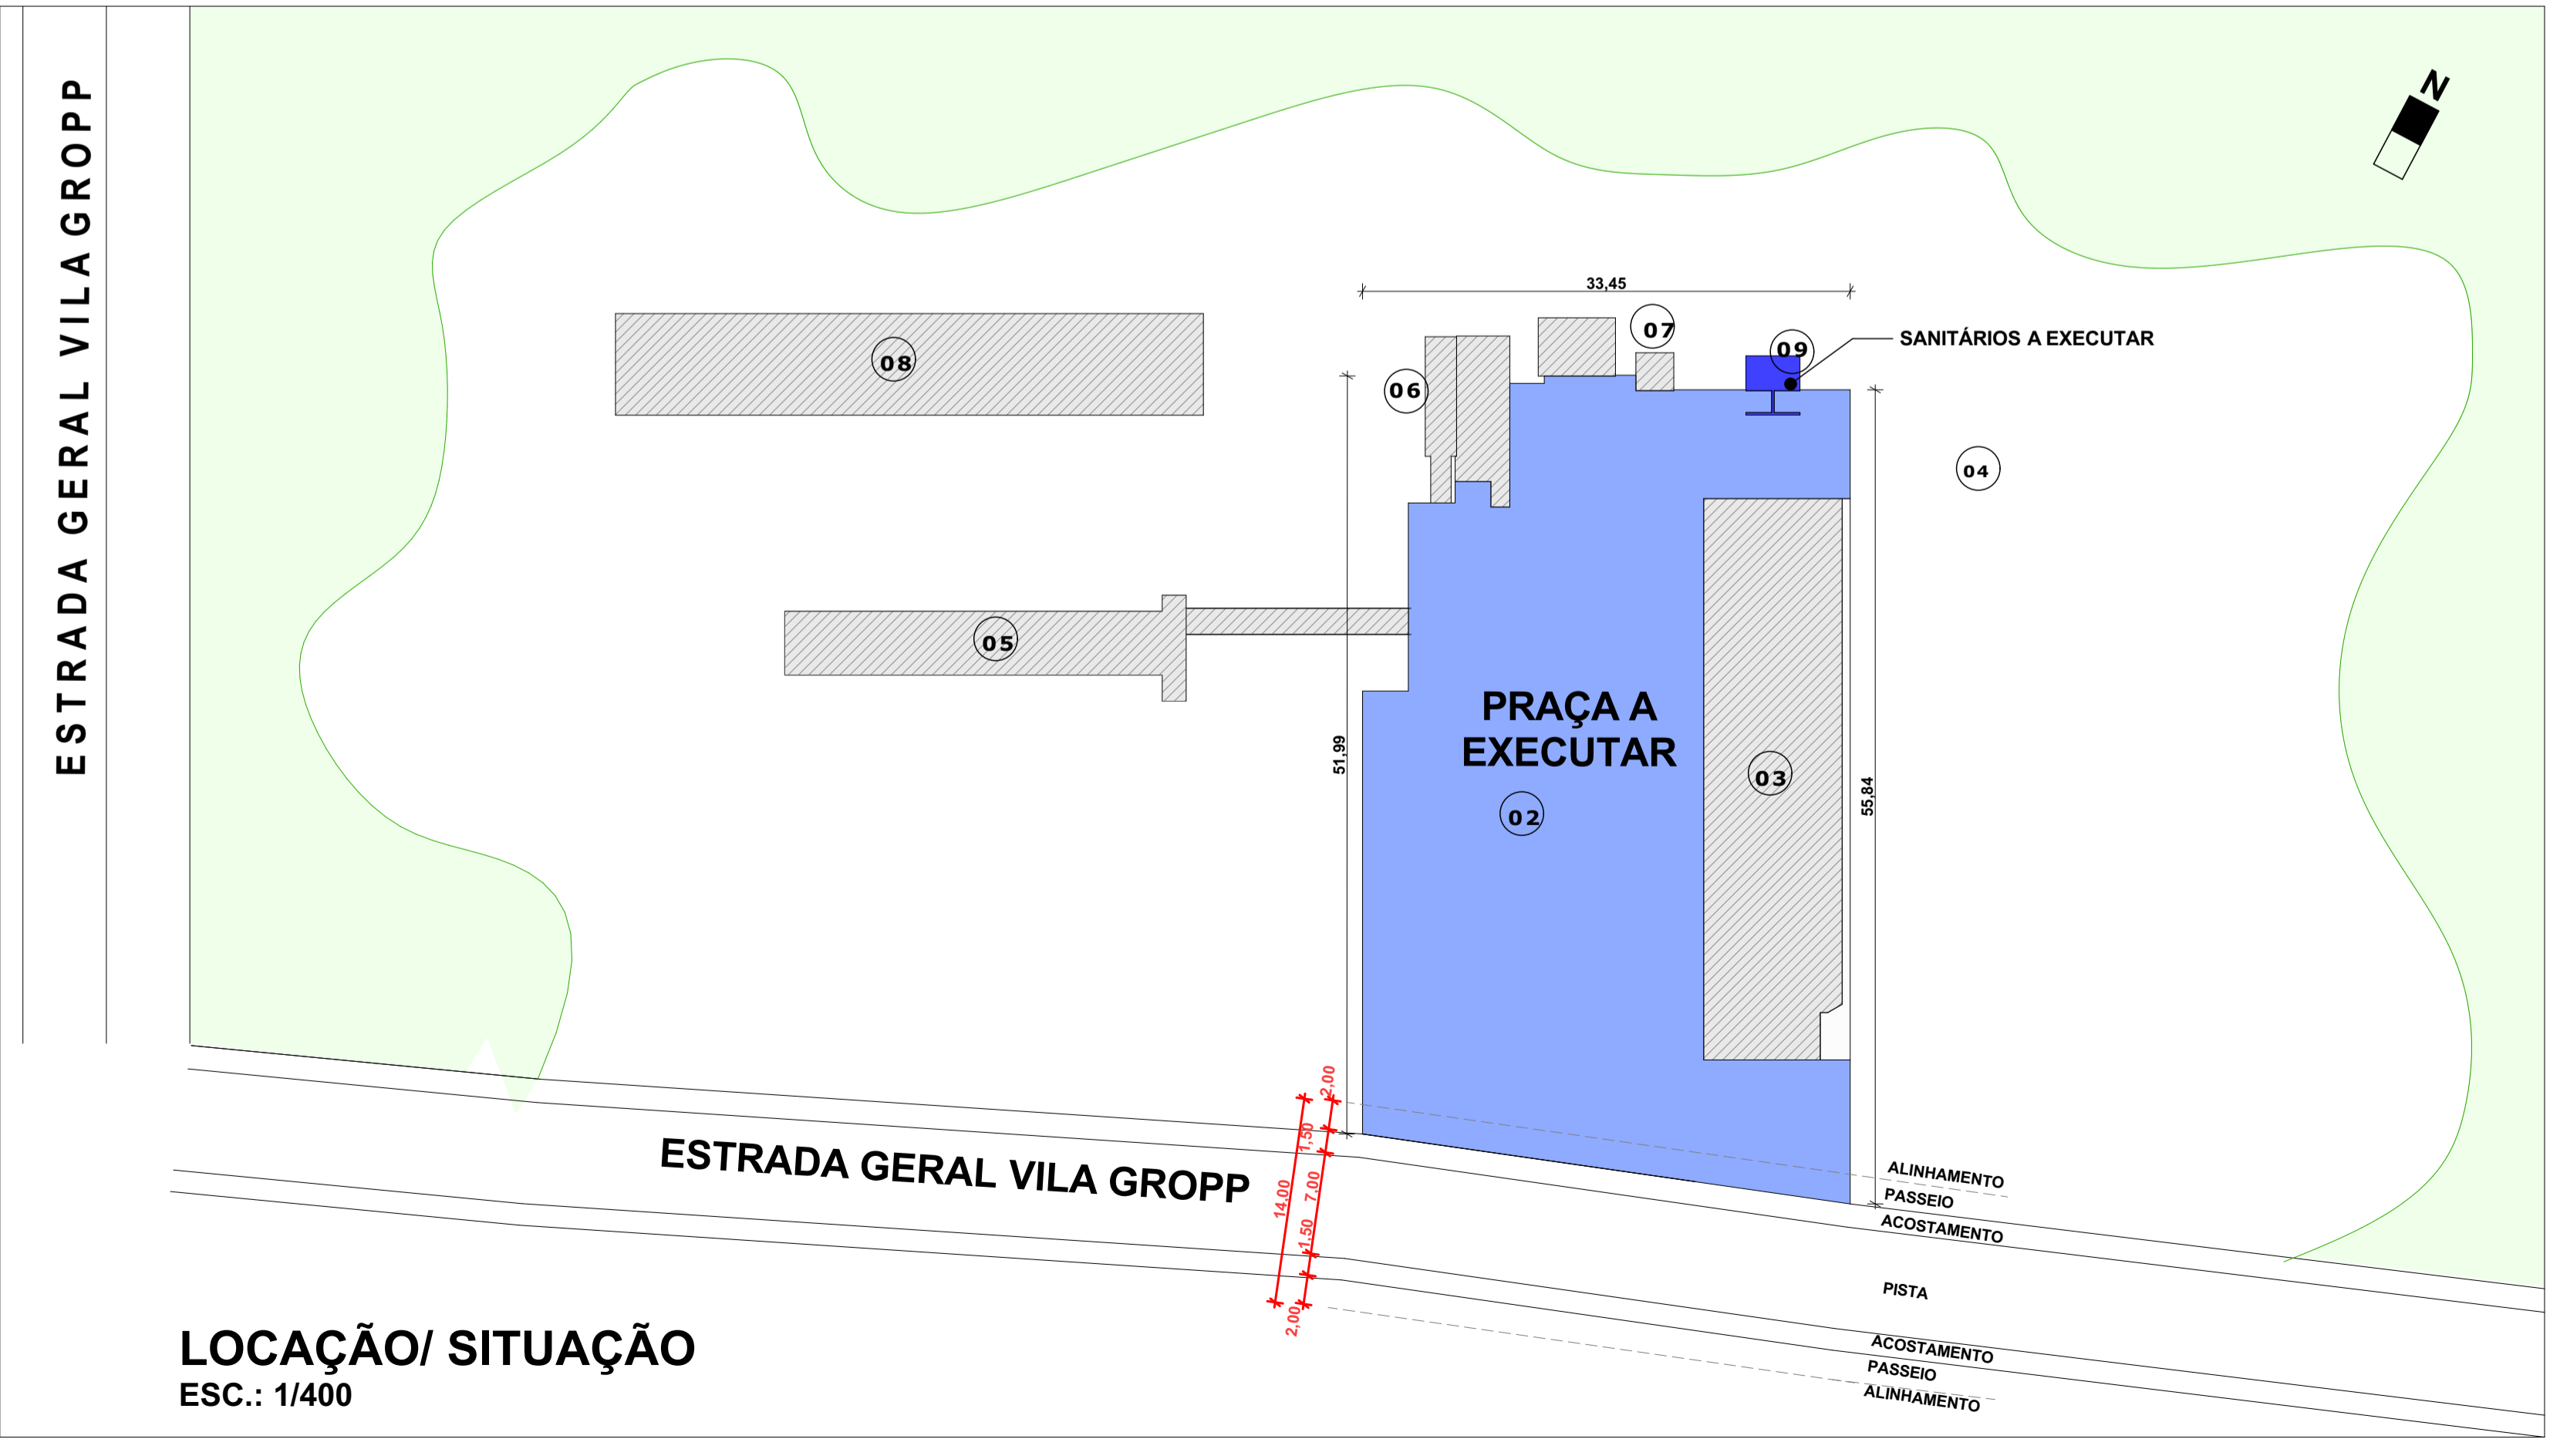 ESTRADA GERAL VILA GROPP
N
33,45
07
SANITÁRIOS A EXECUTAR
09
08
06
04
05
PRAÇA A
EXECUTAR
51,99
03
55,84
02
2,00
1,50
ESTRADA GERAL VILA GROPP
14,00
7,00
1,50
2,00
ALINHAMENTO
PASSEIO
ACOSTAMENTO
PISTA
ACOSTAMENTO
PASSEIO
ALINHAMENTO
LOCAÇÃO/ SITUAÇÃO
ESC.: 1/400